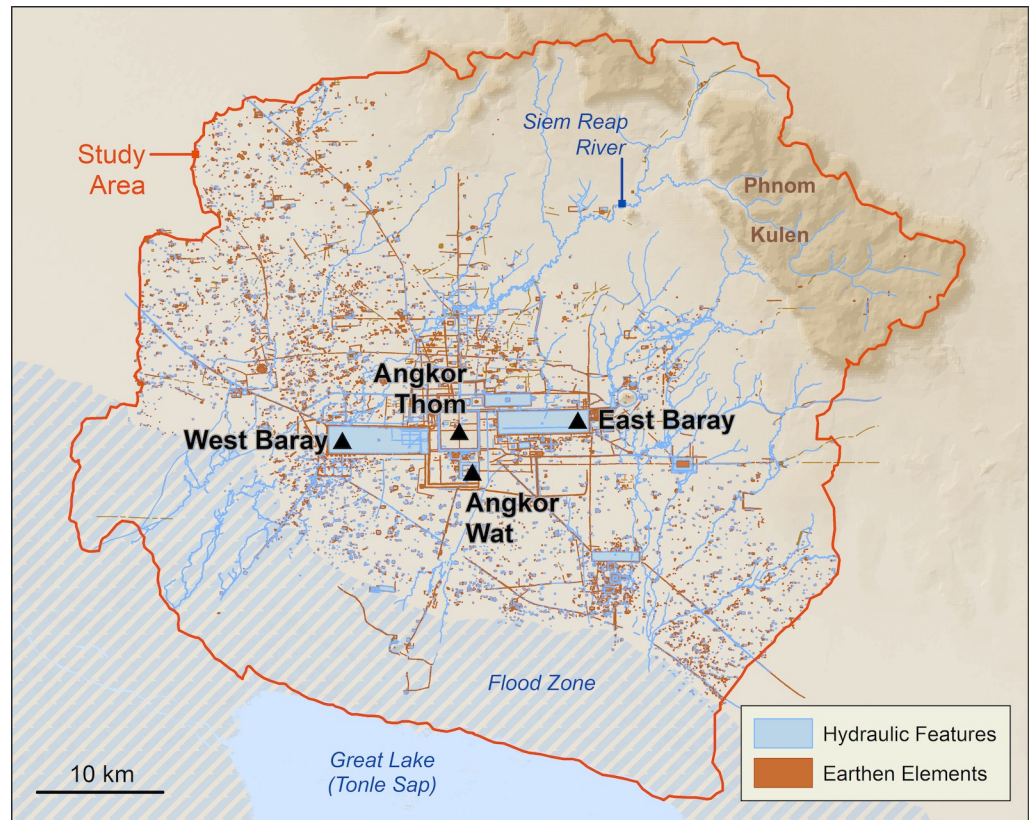 Siem Reap
River
Study
Area
Phnom
Kulen
Angkor
Thom
West Baray
East Baray
Angkor
Wat
Flood Zone
Great Lake
(Tonle Sap)
10 km
Hydraulic Features
Earthen Elements